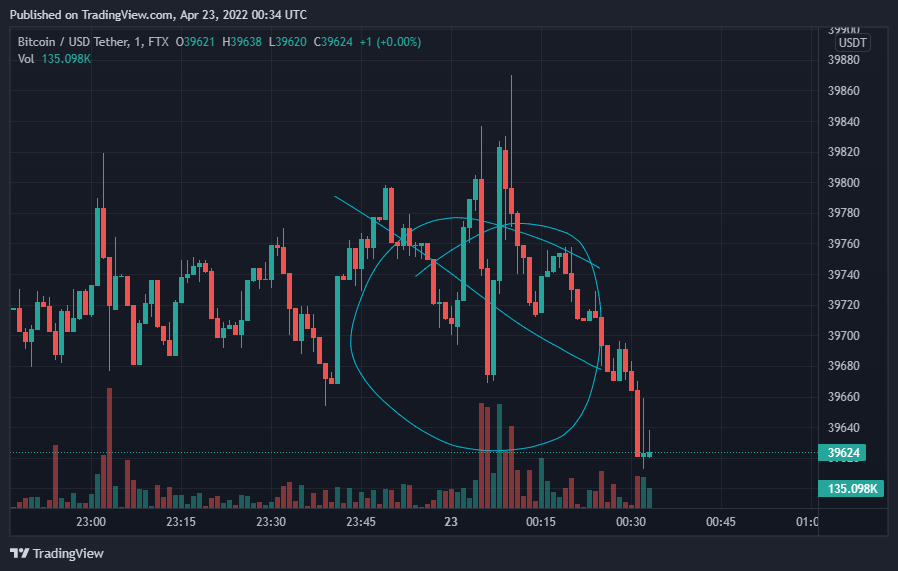 Published on TradingView.com, Apr 23, 2022 00:34 UTC
Bitcoin / USD Tether, 1, FTX O39621 H39638 L39620 C39624 +1 (+0.00%)
Vol 135.098K
39900
USDT
39880
39860
39840
39820
39800
39780
39760
39740
39720
39700
39680
39660
39640
39624
135.098K
23:00 23:15 23:30 23:45 23 00:15 00:30 00:45
TradingView